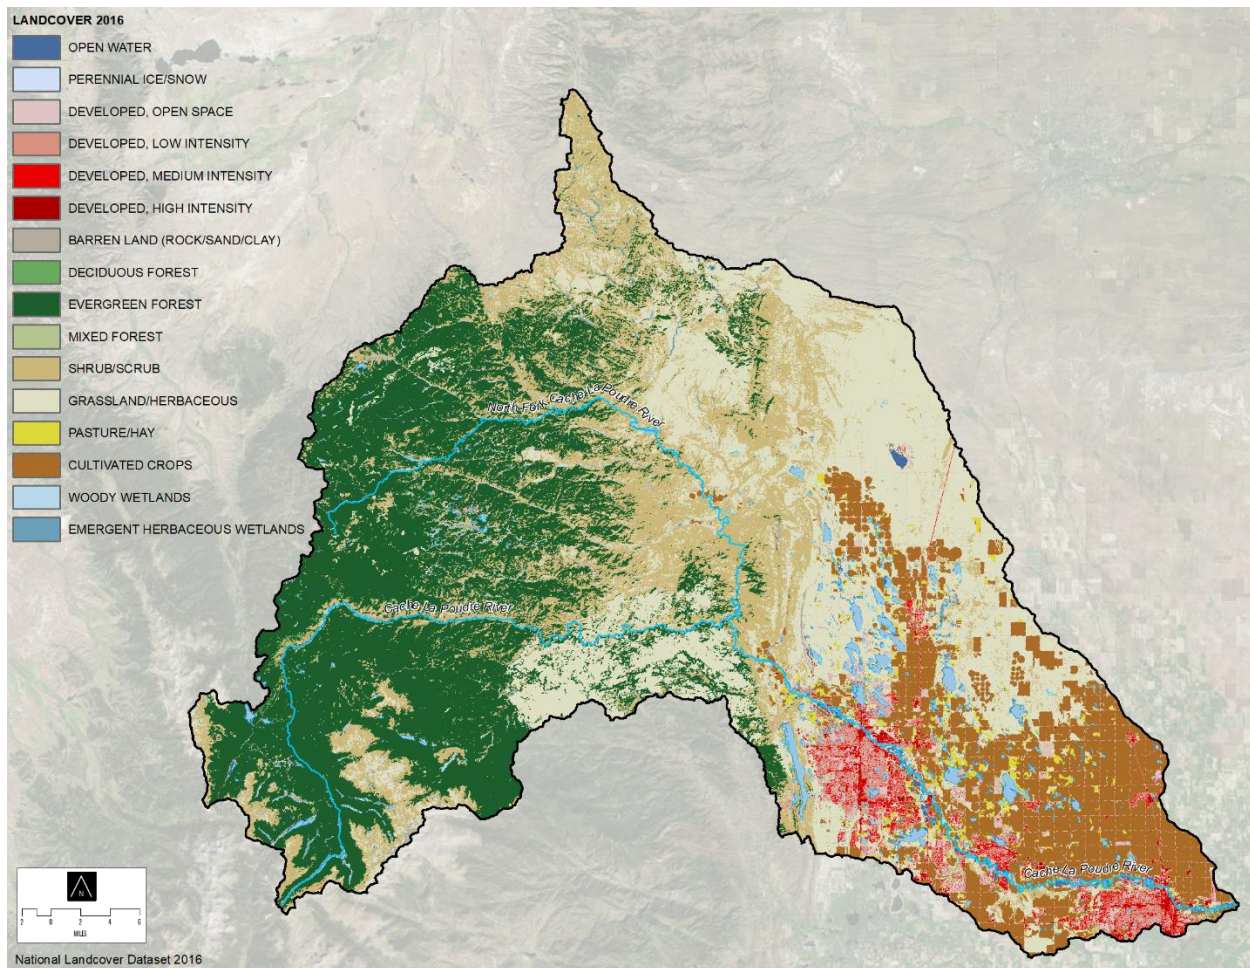 LANDCOVER 2016
OPEN WATER
PERENNIAL ICE/SNOW
DEVELOPED, OPEN SPACE
DEVELOPED, LOW INTENSITY
DEVELOPED, MEDIUM INTENSITY
DEVELOPED, HIGH INTENSITY
BARREN LAND (ROCK/SAND/CLAY)
DECIDUOUS FOREST
EVERGREEN FOREST
MIXED FOREST
SHRUB/SCRUB
GRASSLAND/HERBACEOUS
PASTURE/HAY
CULTIVATED CROPS
WOODY WETLANDS
EMERGENT HERBACEOUS WETLANDS
North Fork Cache La Poudre River
Cache La Poudre River
Cache La Poudre River
N
2 0 2 4 6
MILES
National Landcover Dataset 2016